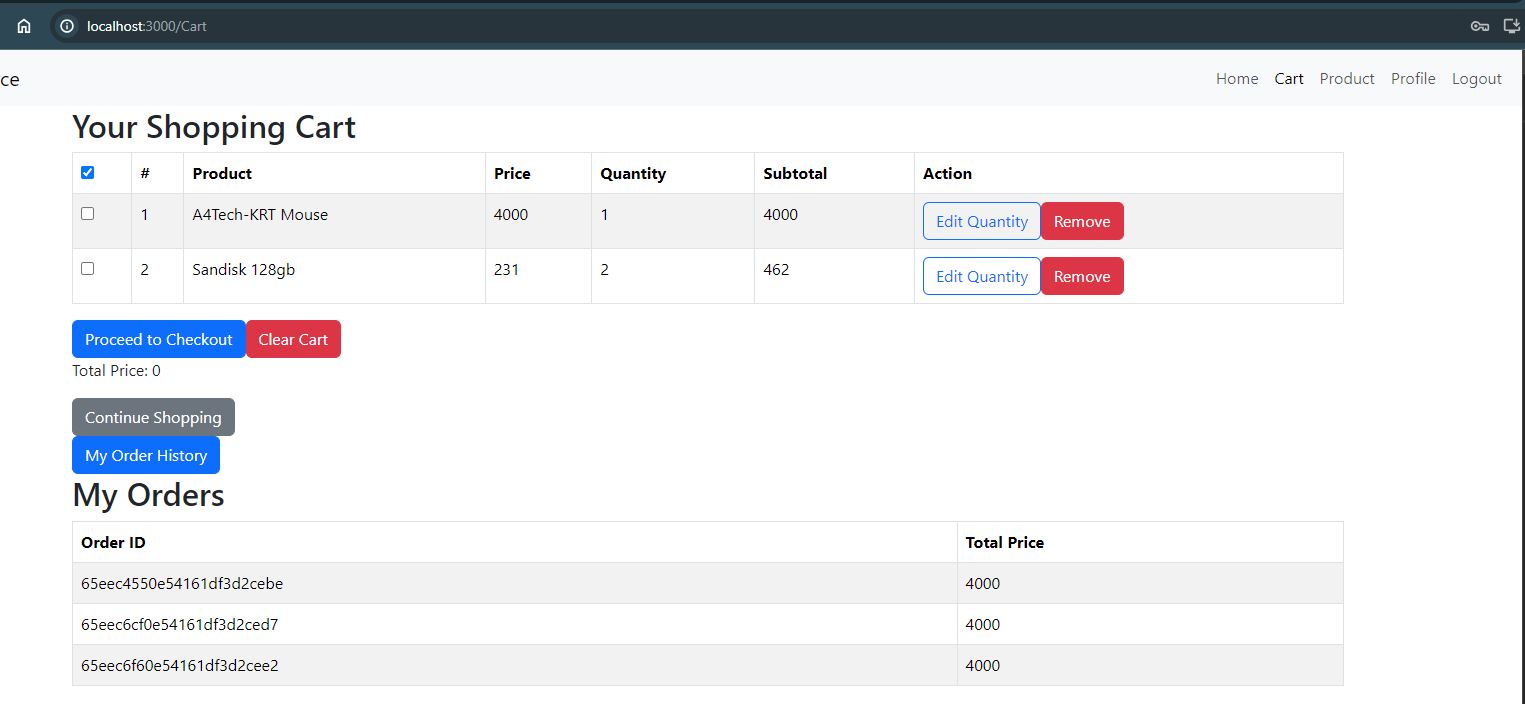 localhost:3000/Cart
ce Home Cart Product Profile Logout
Your Shopping Cart
# Product Price Quantity Subtotal Action
1 A4Tech-KRT Mouse 4000 1 4000 Edit Quantity Remove
2 Sandisk 128gb 231 2 462 Edit Quantity Remove
Proceed to Checkout Clear Cart
Total Price: 0
Continue Shopping
My Order History
My Orders
Order ID Total Price
65eec4550e54161df3d2cebe 4000
65eec6cf0e54161df3d2ced7 4000
65eec6f60e54161df3d2cee2 4000